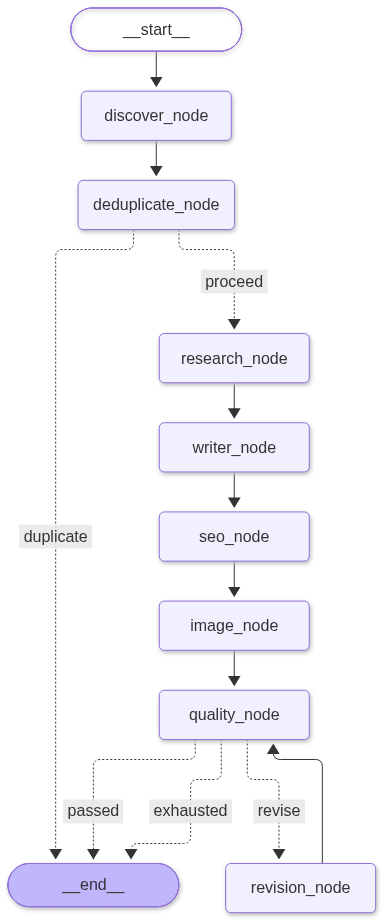 __start__
discover_node
deduplicate_node
proceed
research_node
writer_node
duplicate
seo_node
image_node
quality_node
passed
exhausted
revise
__end__
revision_node